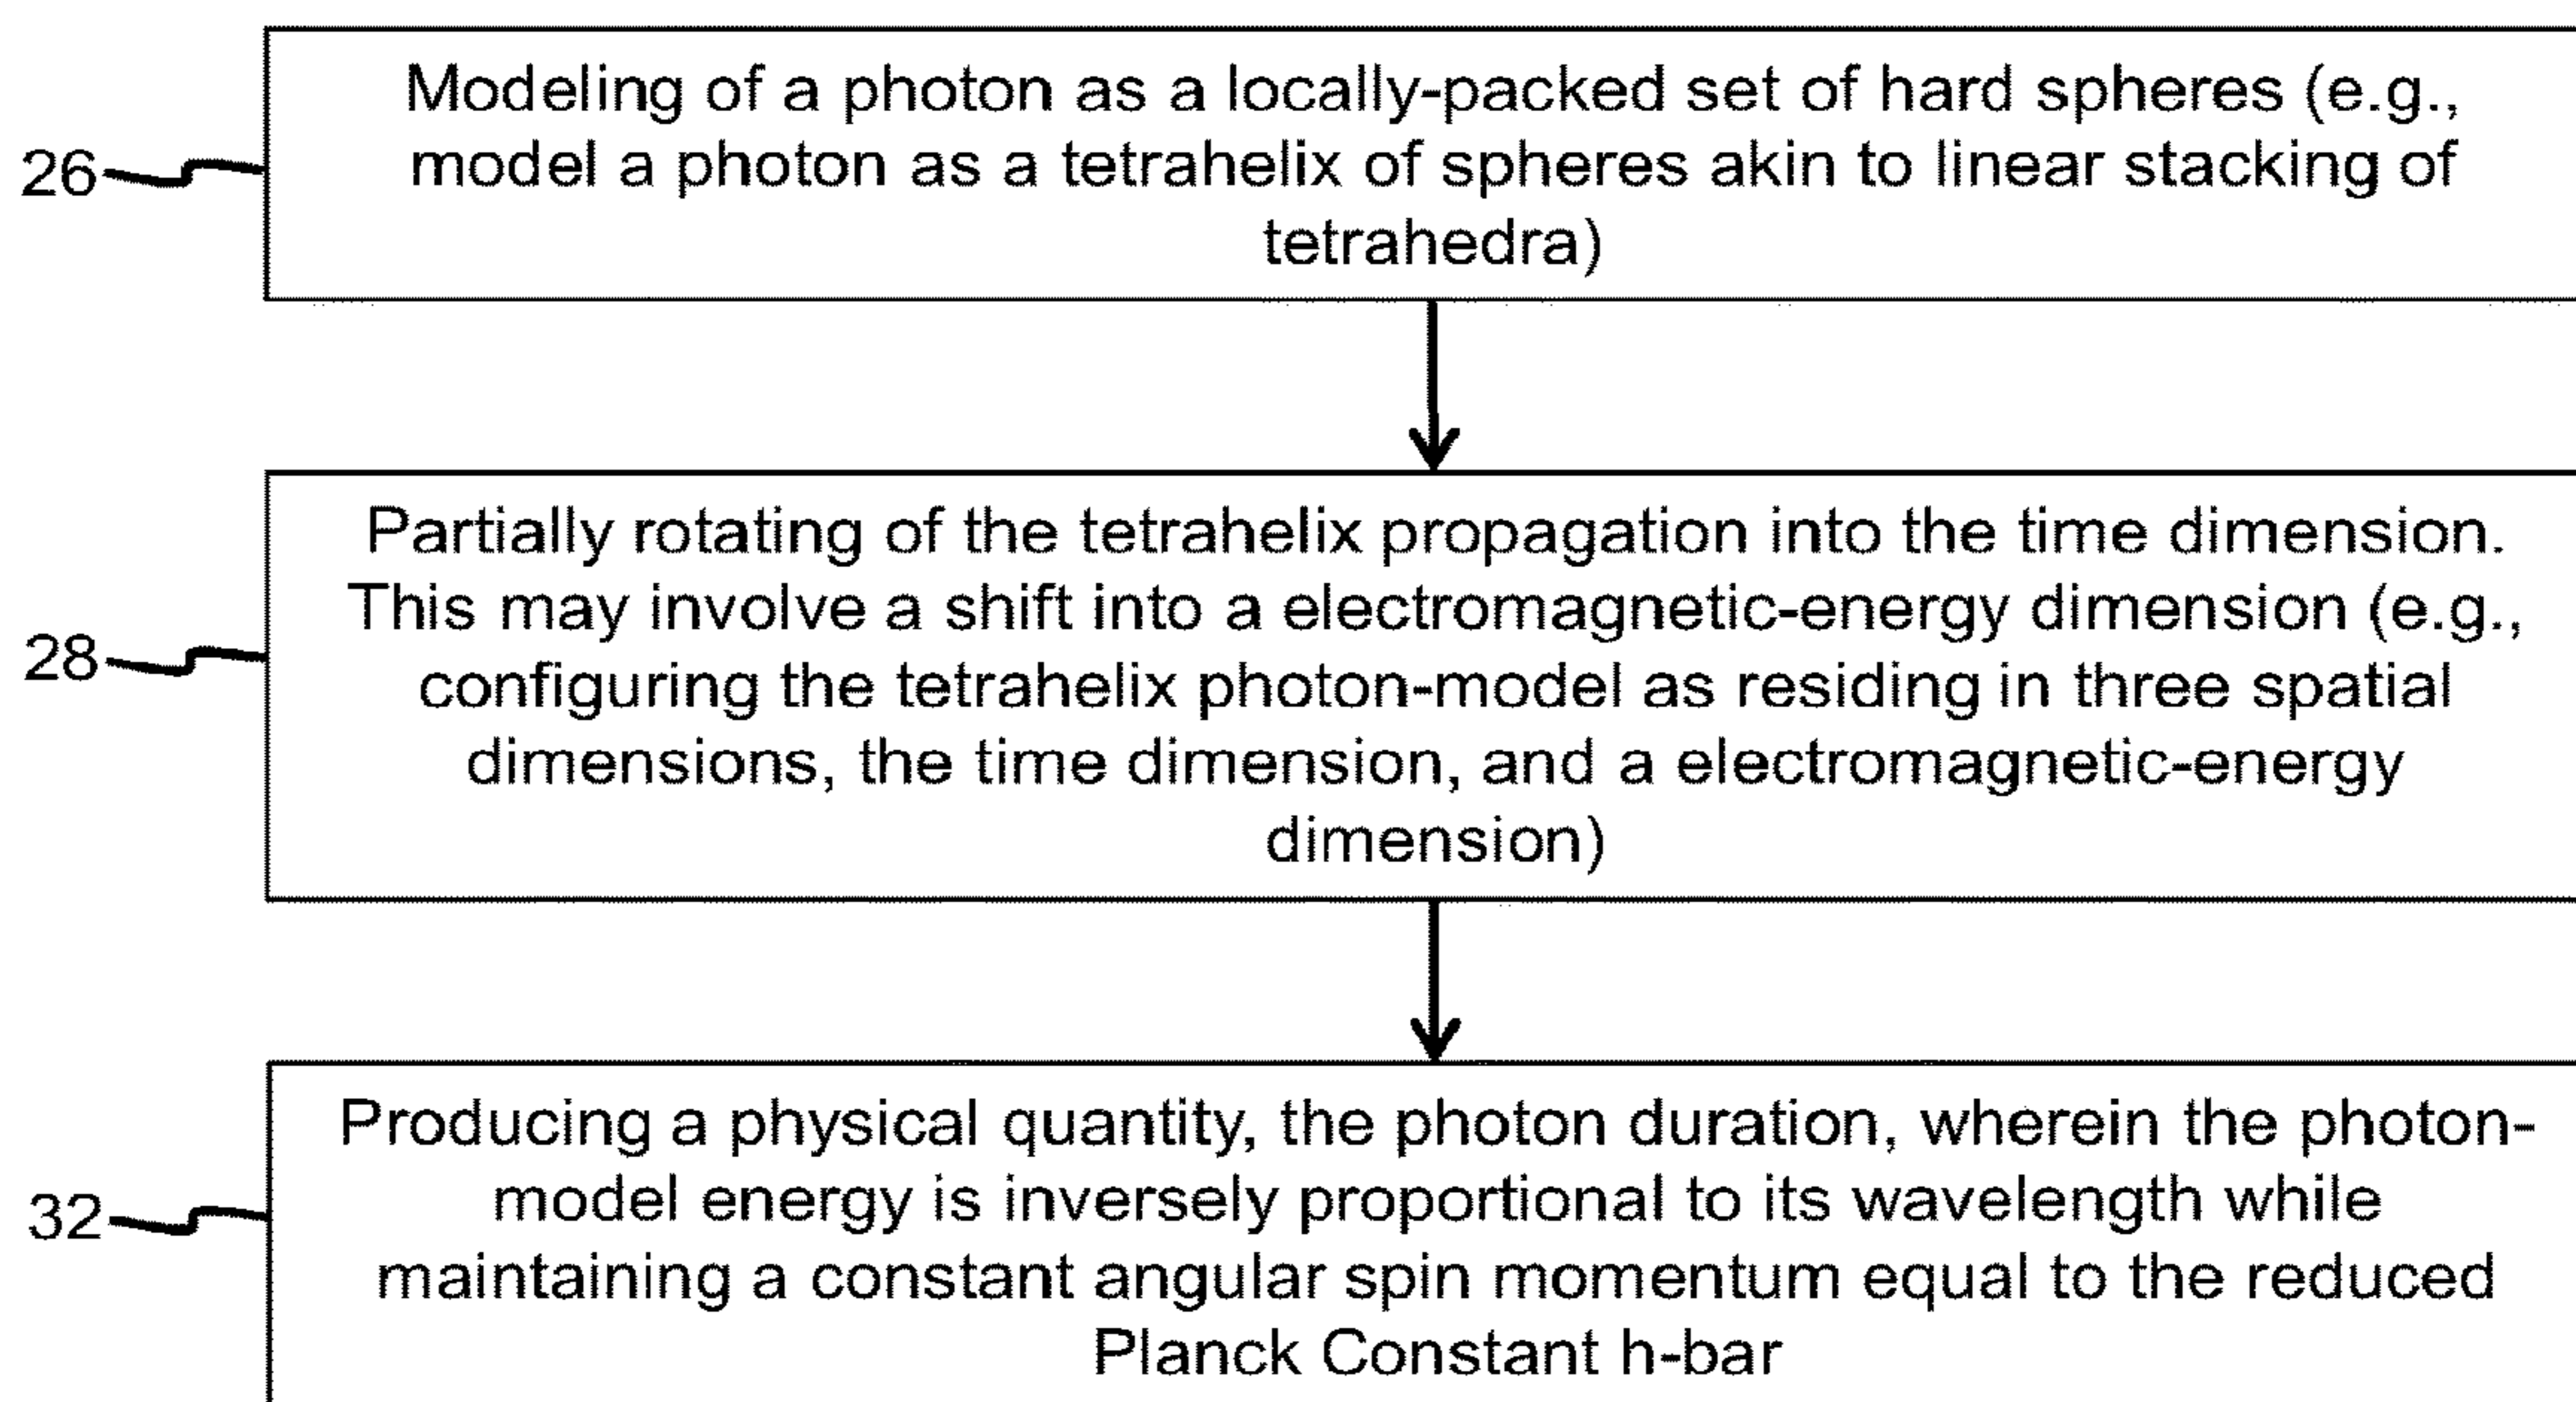 Modeling of a photon as a locally-packed set of hard spheres (e.g.,
model a photon as a tetrahelix of spheres akin to linear stacking of
tetrahedra)
26
Partially rotating of the tetrahelix propagation into the time dimension.
This may involve a shift into a electromagnetic-energy dimension (e.g.,
configuring the tetrahelix photon-model as residing in three spatial
dimensions, the time dimension, and a electromagnetic-energy
dimension)
28
Producing a physical quantity, the photon duration, wherein the photon-
model energy is inversely proportional to its wavelength while
maintaining a constant angular spin momentum equal to the reduced
Planck Constant h-bar
32